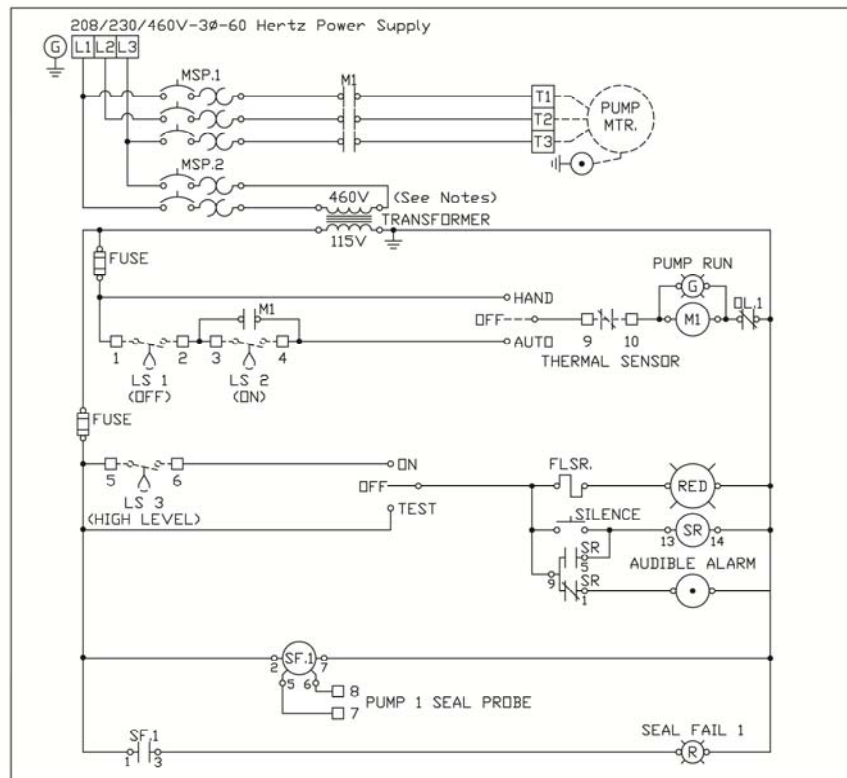 208/230/460V-3Ø-60 Hertz Power Supply
G L1 L2 L3
MSP.1
M1
T1
T2
T3
PUMP
MTR.
MSP.2
460V (See Notes)
TRANSFORMER
115V
FUSE
PUMP RUN
G
HAND
M1
OFF
M1
OL.1
1 2 3 4
AUTO
9 10
THERMAL SENSOR
LS 1
(OFF)
LS 2
(ON)
FUSE
5 6
ON
FLSR.
RED
OFF
LS 3
(HIGH LEVEL)
TEST
SILENCE
13 SR 14
SR
5
9
SR
1
AUDIBLE ALARM
2 SF.1 7
5 6
8
7
PUMP 1 SEAL PROBE
SF.1
1 3
SEAL FAIL 1
R